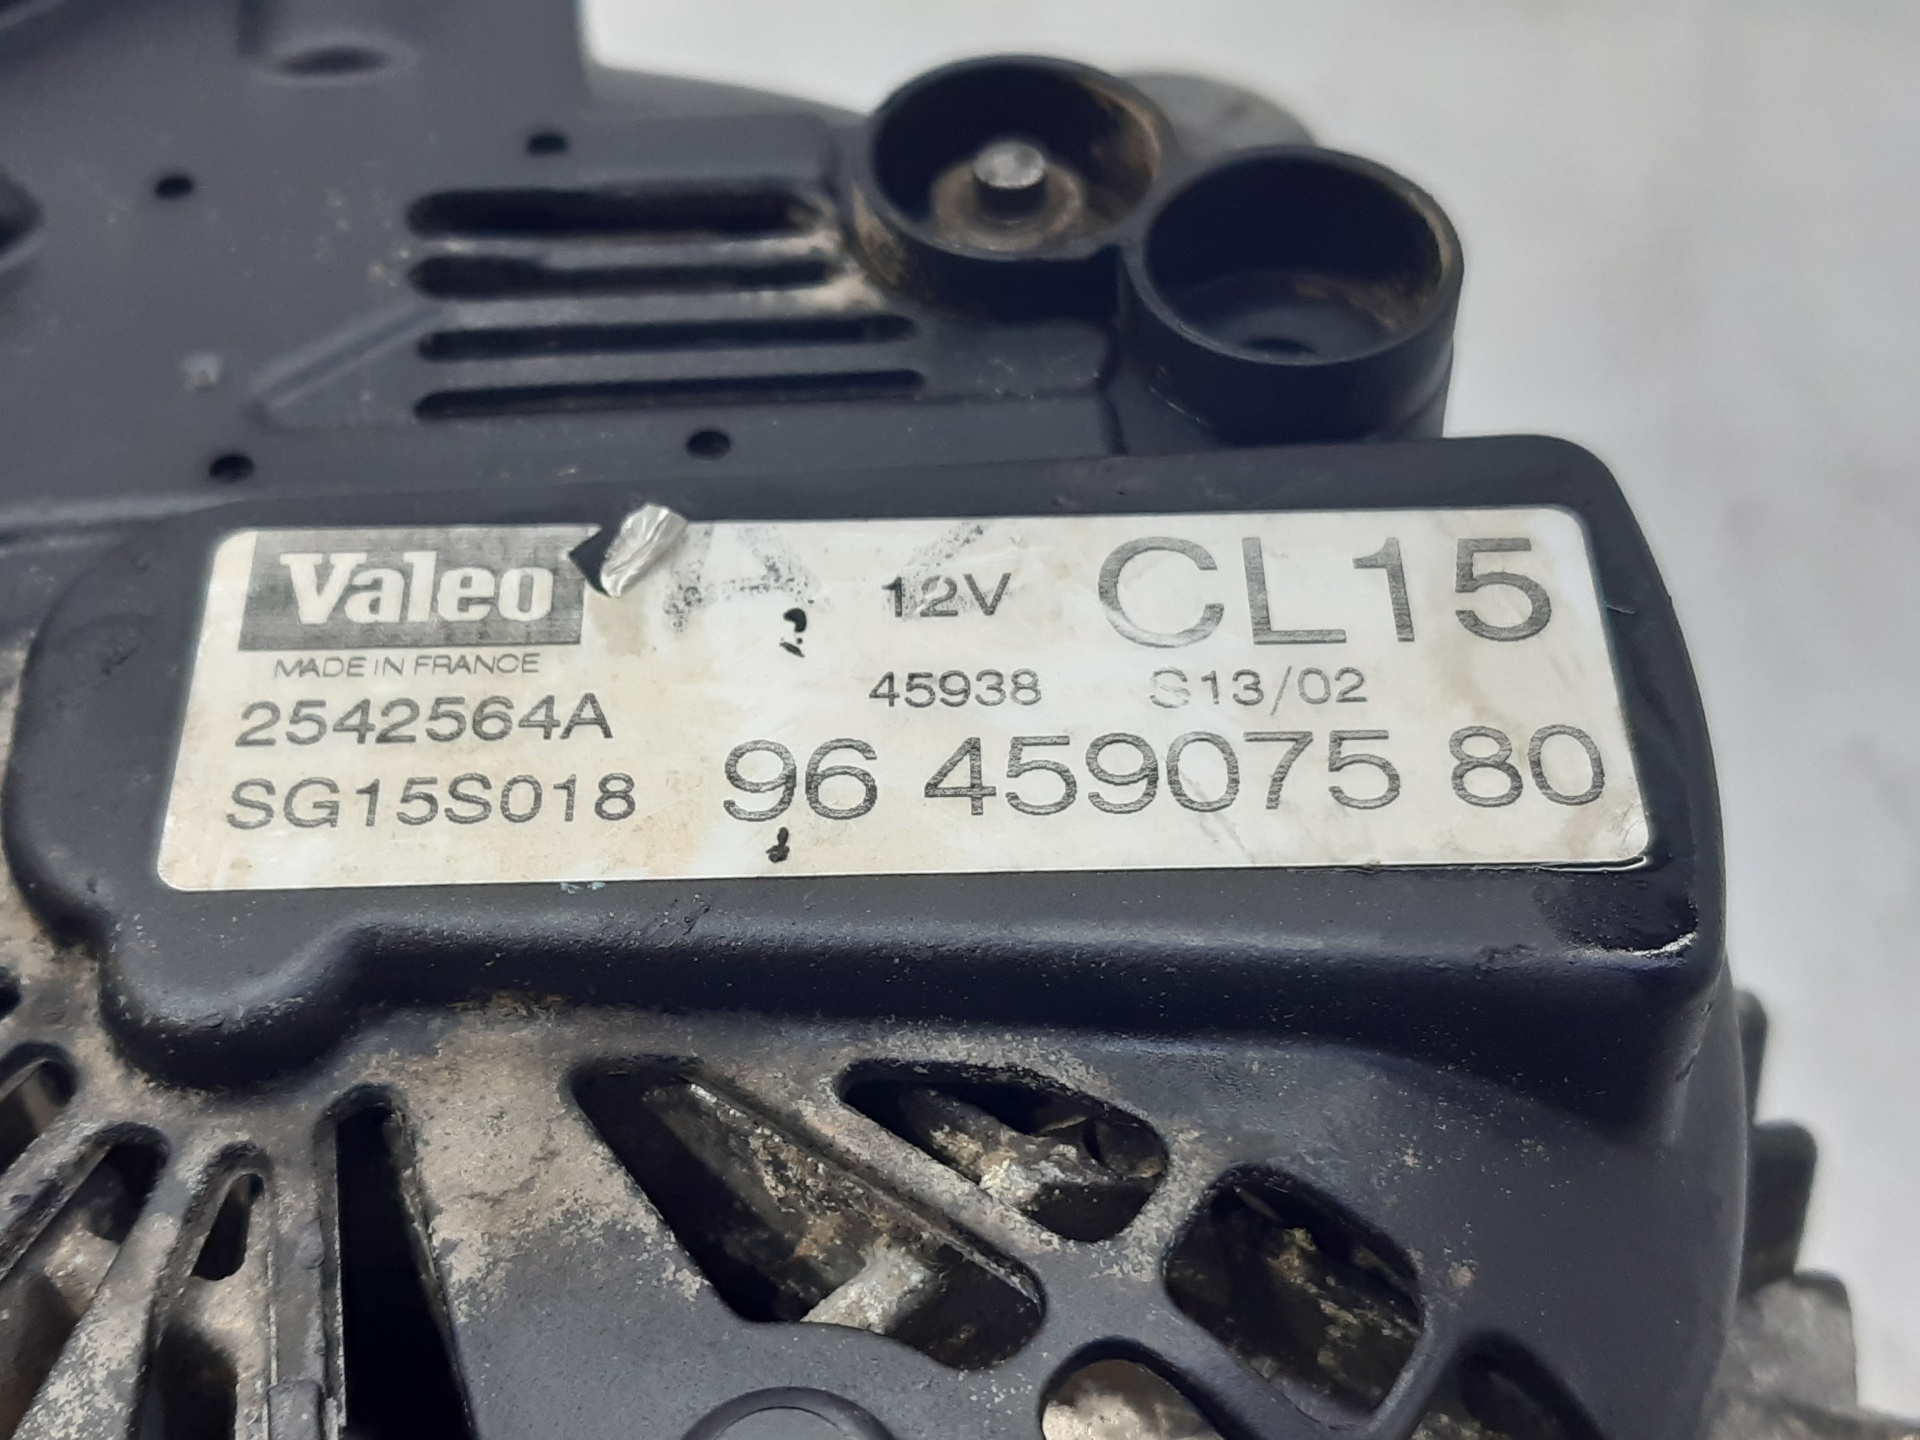 Valeo
MADE IN FRANCE
2542564A
SG15S018
12V CL15
45938 S13/02
96 459075 80